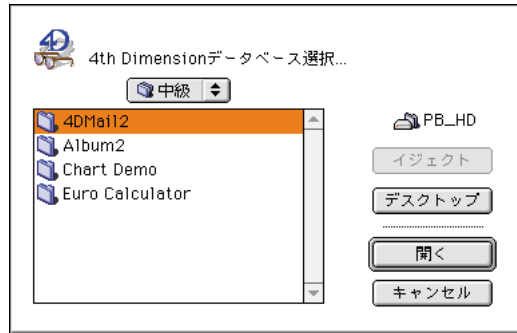 4D
4th Dimensionデータベース選択...
中級
4DMail2
Album2
Chart Demo
Euro Calculator
PB_HD
イジェクト
デスクトップ
開く
キャンセル